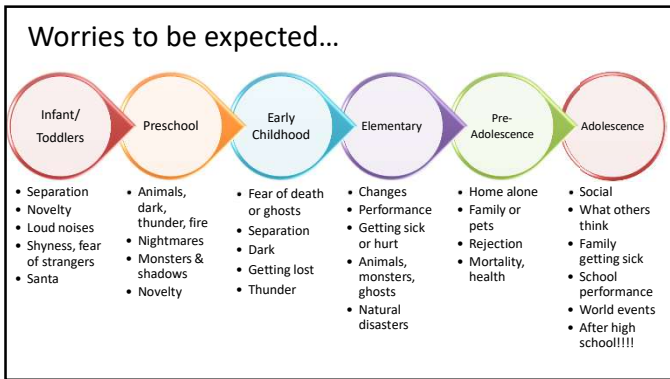 Worries to be expected...
Infant/
Toddlers
• Separation
• Novelty
• Loud noises
• Shyness, fear
of strangers
• Santa
Preschool
• Animals,
dark,
thunder, fire
• Nightmares
• Monsters &
shadows
• Novelty
Early
Childhood
• Fear of death
or ghosts
• Separation
• Dark
• Getting lost
• Thunder
Elementary
• Changes
• Performance
• Getting sick
or hurt
• Animals,
monsters,
ghosts
• Natural
disasters
Pre-
Adolescence
• Home alone
• Family or
pets
• Rejection
• Mortality,
health
Adolescence
• Social
• What others
think
• Family
getting sick
• School
performance
• World events
• After high
school!!!!